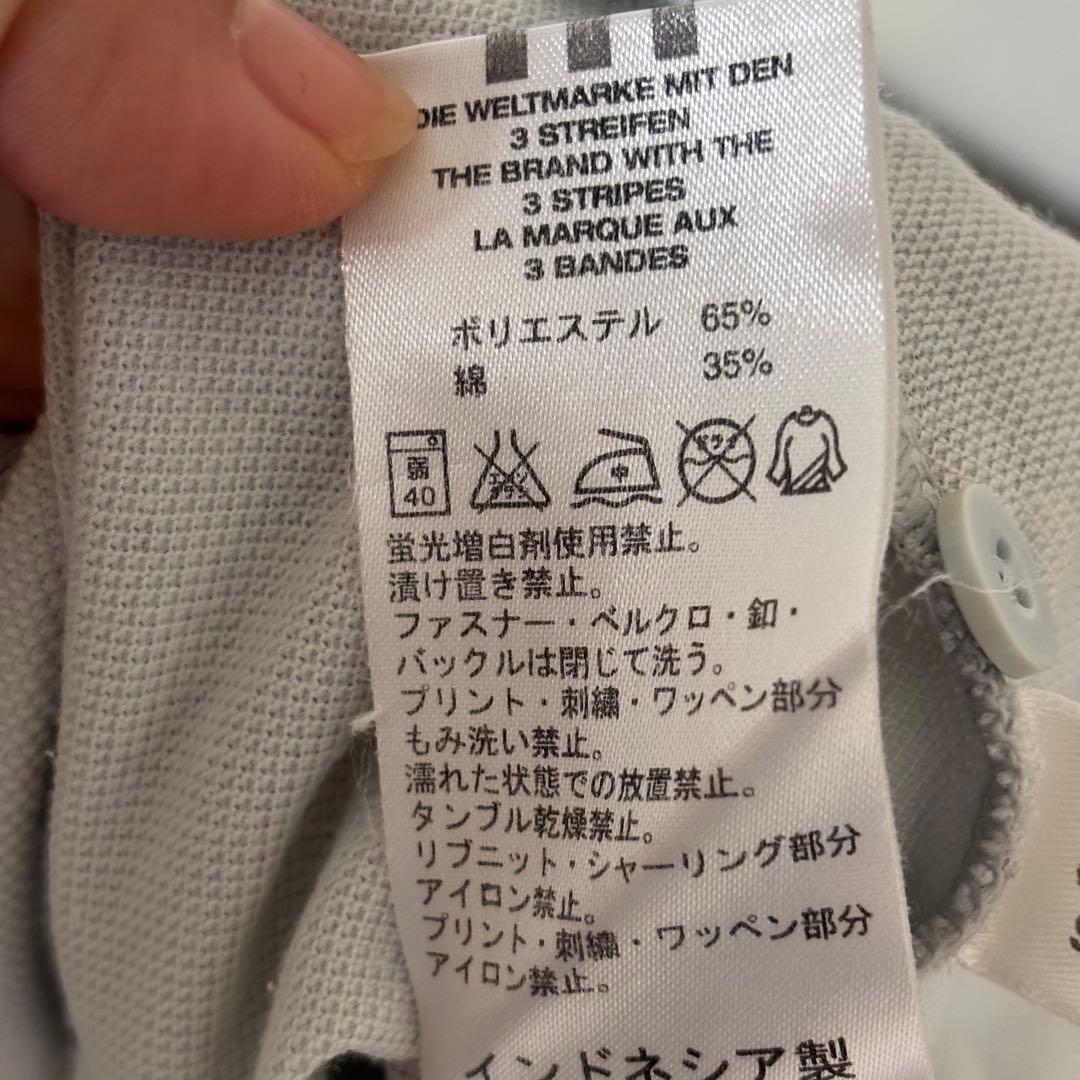 DIE WELTMARKE MIT DEN
3 STREIFEN
THE BRAND WITH THE
3 STRIPES
LA MARQUE AUX
3 BANDES
ポリエステル 65%
綿 35%
弱
40
エンソ
サラシ
中
蛍光増白剤使用禁止。
漬け置き禁止。
ファスナー・ベルクロ・釦・
バックルは閉じて洗う。
プリント・刺繍・ワッペン部分
もみ洗い禁止。
濡れた状態での放置禁止。
タンブル乾燥禁止。
リブニット・シャーリング部分
アイロン禁止。
プリント・刺繍・ワッペン部分
アイロン禁止。
インドネシア製